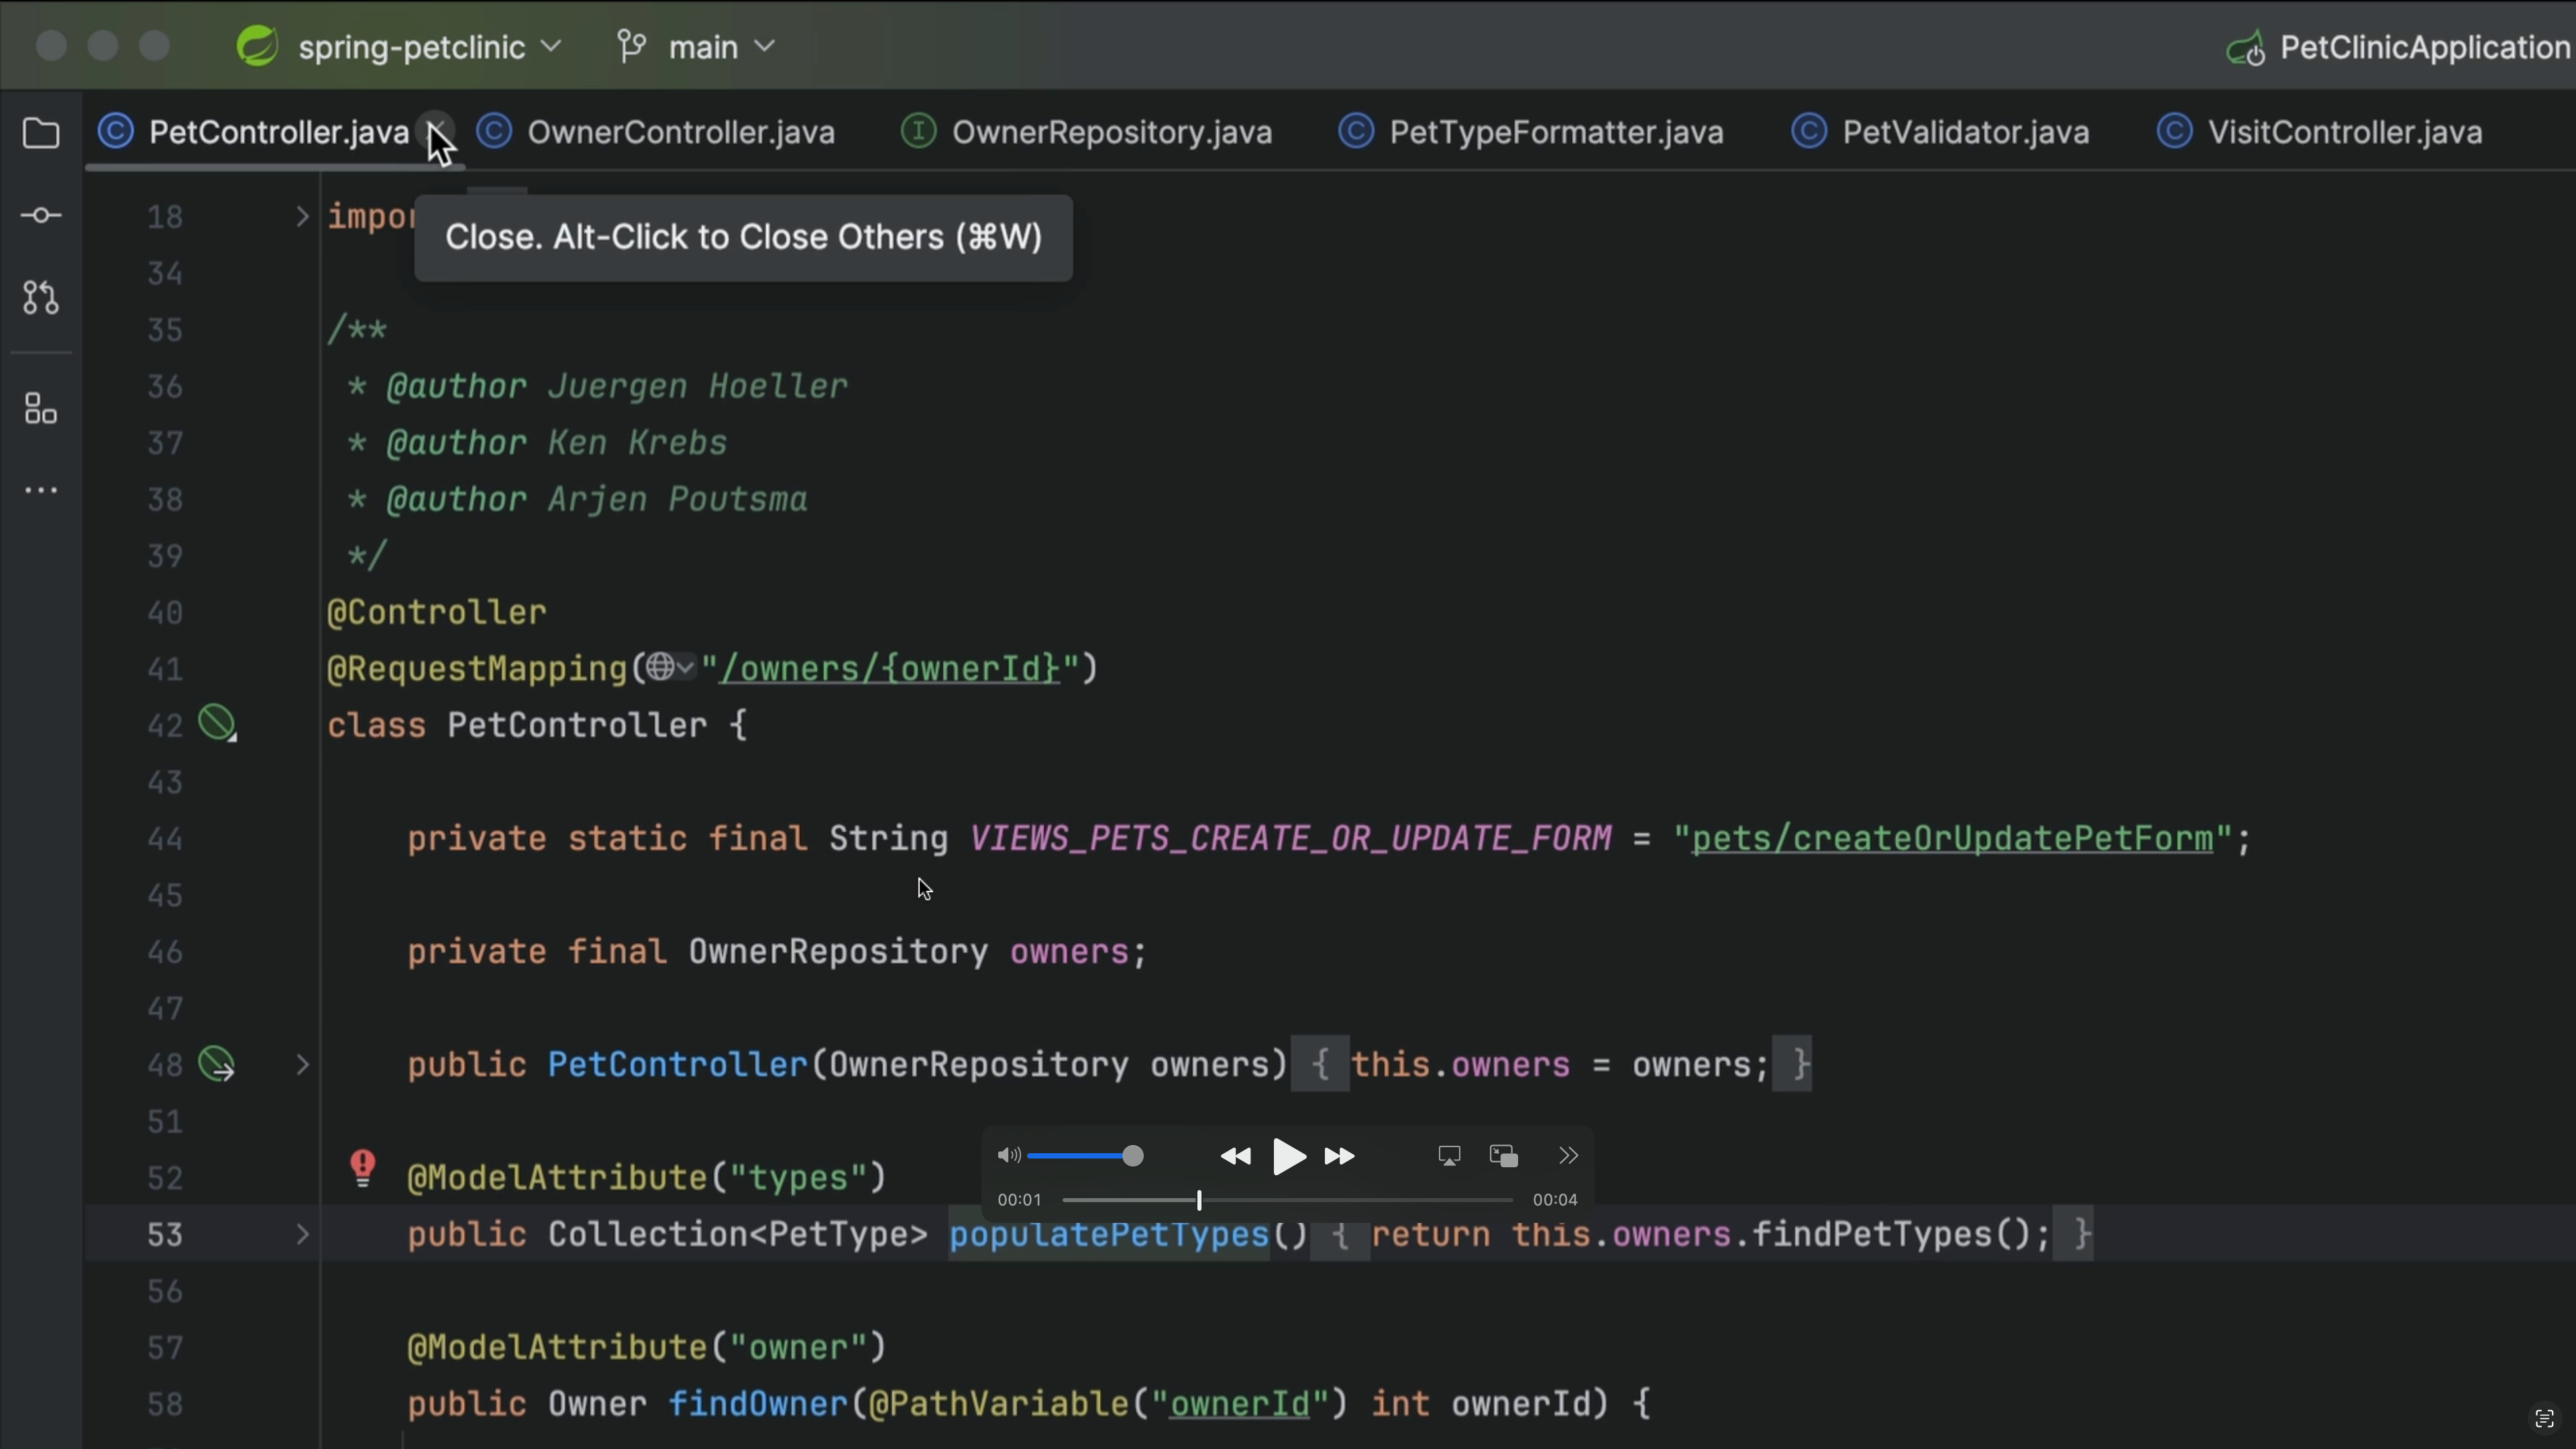 spring-petclinic main PetClinicApplication
PetController.java OwnerController.java OwnerRepository.java PetTypeFormatter.java PetValidator.java VisitController.java
18 impor
Close. Alt-Click to Close Others (⌘W)
34
35 /**
36 * @author Juergen Hoeller
37 * @author Ken Krebs
38 * @author Arjen Poutsma
39 */
40 @Controller
41 @RequestMapping("/owners/{ownerId}")
42 class PetController {
43
44 private static final String VIEWS_PETS_CREATE_OR_UPDATE_FORM = "pets/createOrUpdatePetForm";
45
46 private final OwnerRepository owners;
47
48 public PetController(OwnerRepository owners) { this.owners = owners; }
51
52 @ModelAttribute("types")
00:01 00:04
53 public Collection<PetType> populatePetTypes() { return this.owners.findPetTypes(); }
56
57 @ModelAttribute("owner")
58 public Owner findOwner(@PathVariable("ownerId") int ownerId) {